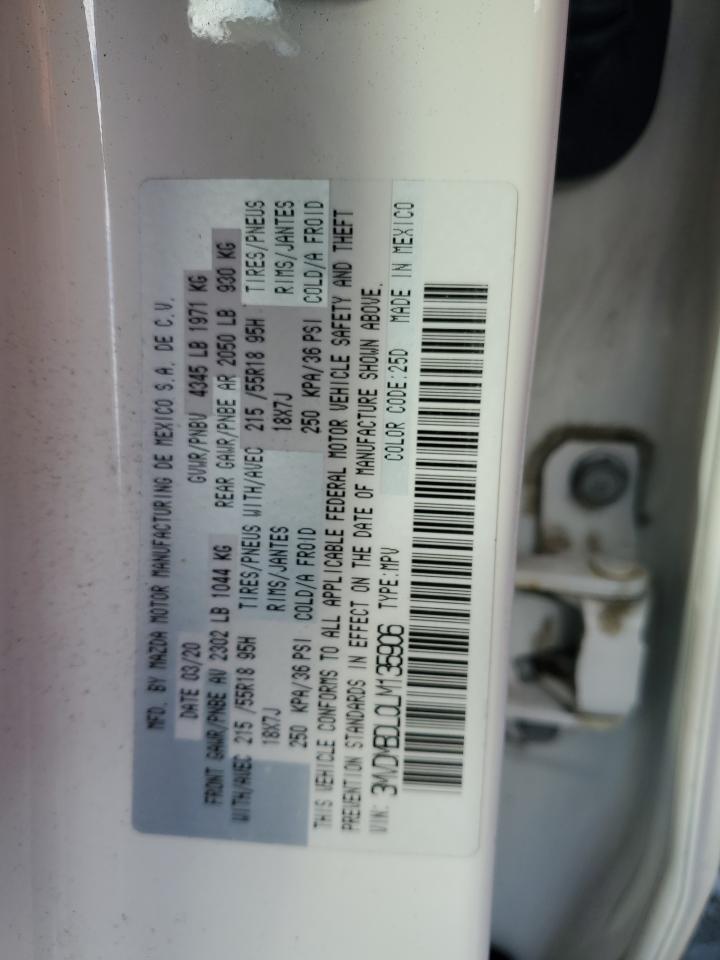 MFD. BY MAZDA MOTOR MANUFACTURING DE MEXICO S.A. DE C.V.
DATE 03/20 GVWR/PNBV 4345 LB 1971 KG
FRONT GAWR/PNBE AV 2302 LB 1044 KG REAR GAWR/PNBE AR 2050 LB 930 KG
WITH/AVEC 215 /55R18 95H TIRES/PNEUS WITH/AVEC 215 /55R18 95H TIRES/PNEUS
18X7J RIMS/JANTES 18X7J RIMS/JANTES
250 KPA/36 PSI COLD/A FROID 250 KPA/36 PSI COLD/A FROID
THIS VEHICLE CONFORMS TO ALL APPLICABLE FEDERAL MOTOR VEHICLE SAFETY AND THEFT
PREVENTION STANDARDS IN EFFECT ON THE DATE OF MANUFACTURE SHOWN ABOVE.
VIN: 3MVDMBDL0LM135906 TYPE:MPV COLOR CODE:25D MADE IN MEXICO